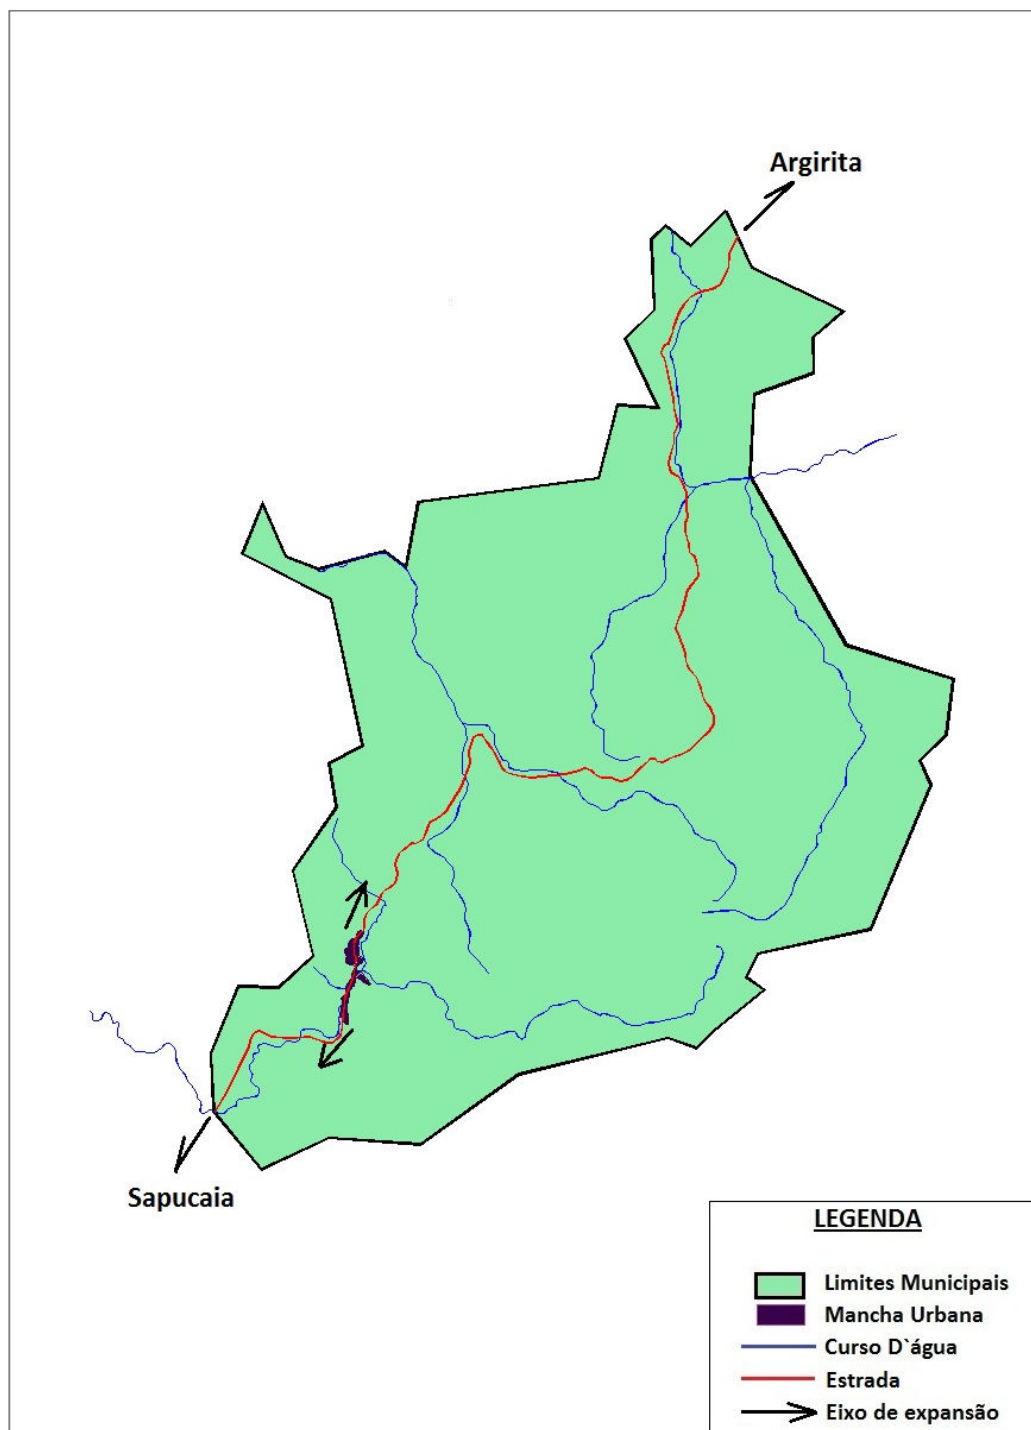 Argirita
Sapucaia
LEGENDA
Limites Municipais
Mancha Urbana
Curso D`água
Estrada
Eixo de expansão